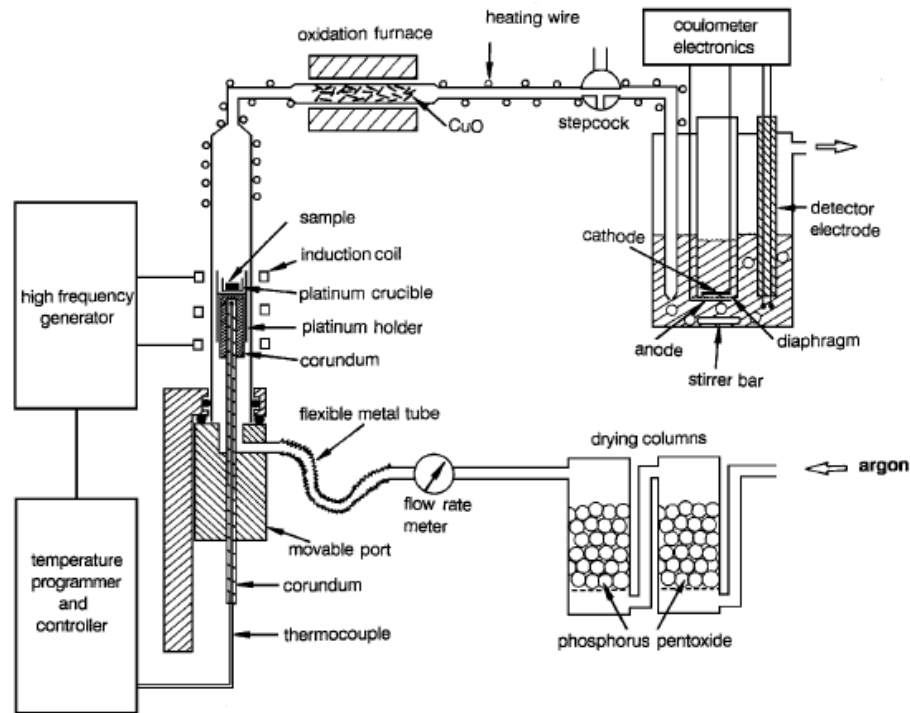 oxidation furnace
heating wire
coulometer
electronics
CuO
stepcock
sample
induction coil
platinum crucible
platinum holder
corundum
high frequency
generator
cathode
detector
electrode
anode
diaphragm
stirrer bar
flexible metal tube
drying columns
argon
flow rate
meter
movable port
temperature
programmer
and
controller
corundum
thermocouple
phosphorus pentoxide